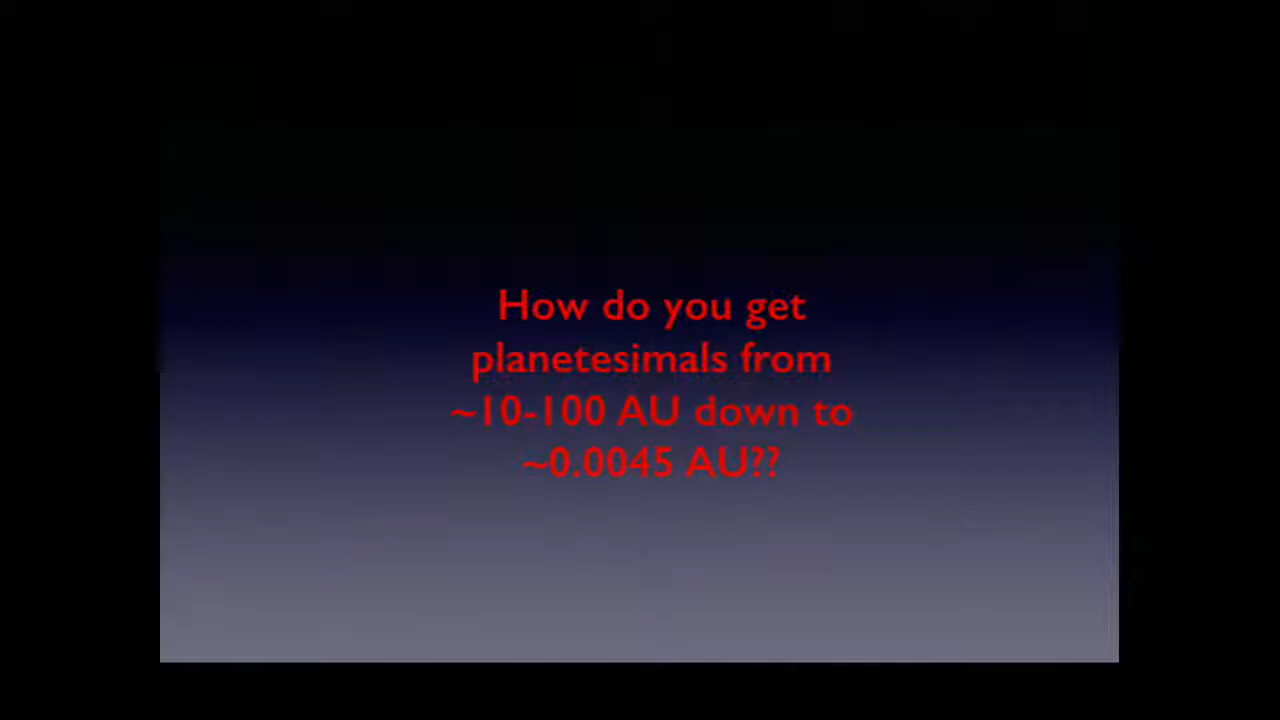 How do you get
planetesimals from
~10-100 AU down to
~0.0045 AU??